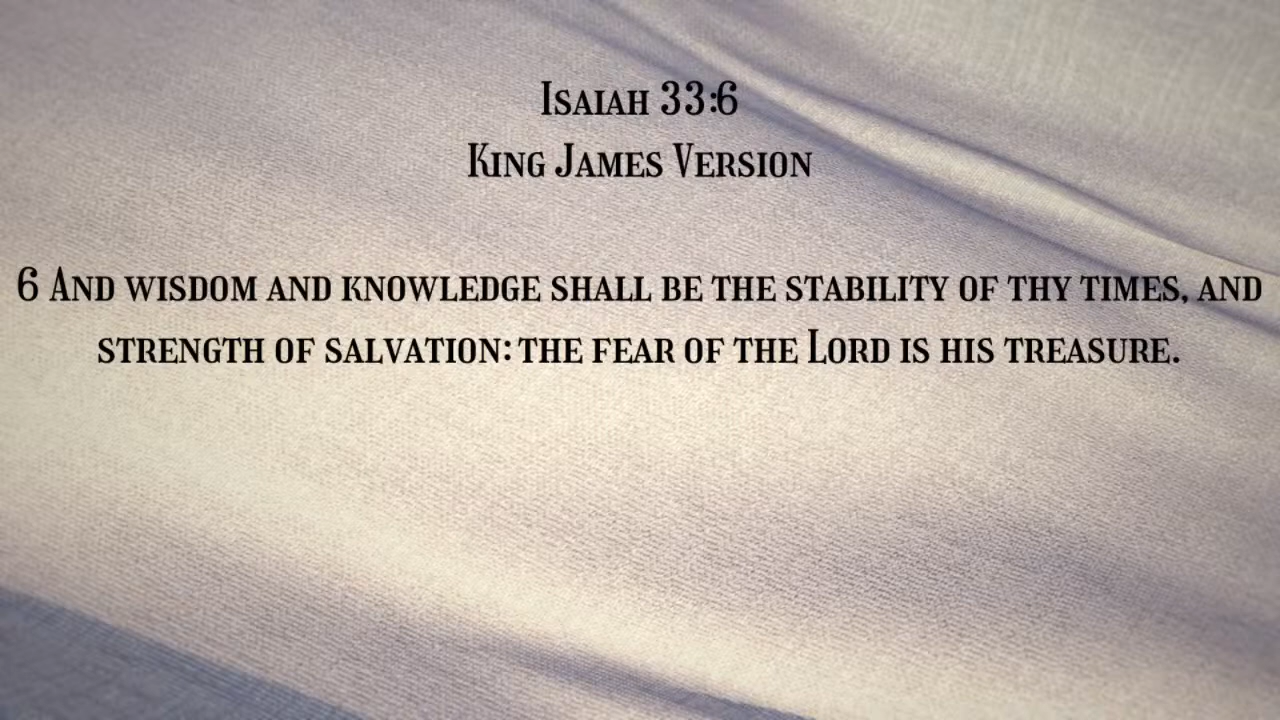 Isaiah 33:6
King James Version
6 And wisdom and knowledge shall be the stability of thy times, and
strength of salvation: the fear of the Lord is his treasure.